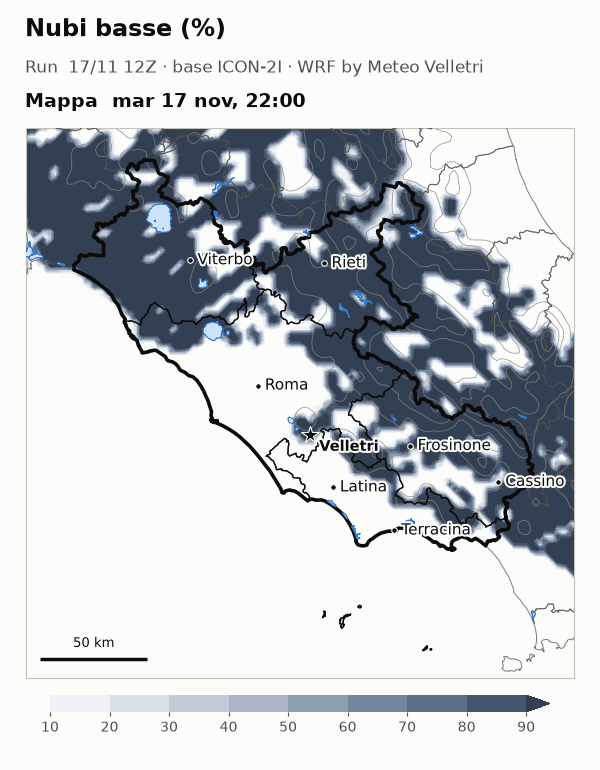 Nubi basse (%)
Run  17/11 12Z · base ICON-2I · WRF by Meteo Velletri
Mappa  mar 17 nov, 22:00
Viterbo
Rieti
Roma
Velletri
Frosinone
Cassino
Latina
Terracina
50 km
10 20 30 40 50 60 70 80 90